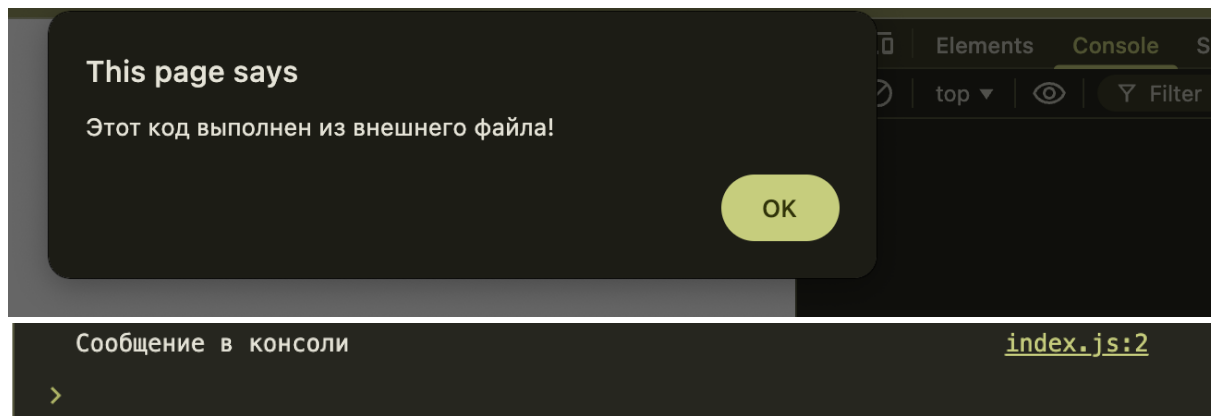 This page says
Этот код выполнен из внешнего файла!
OK
Elements Console S
top ▼ Filter
Сообщение в консоли index.js:2
>